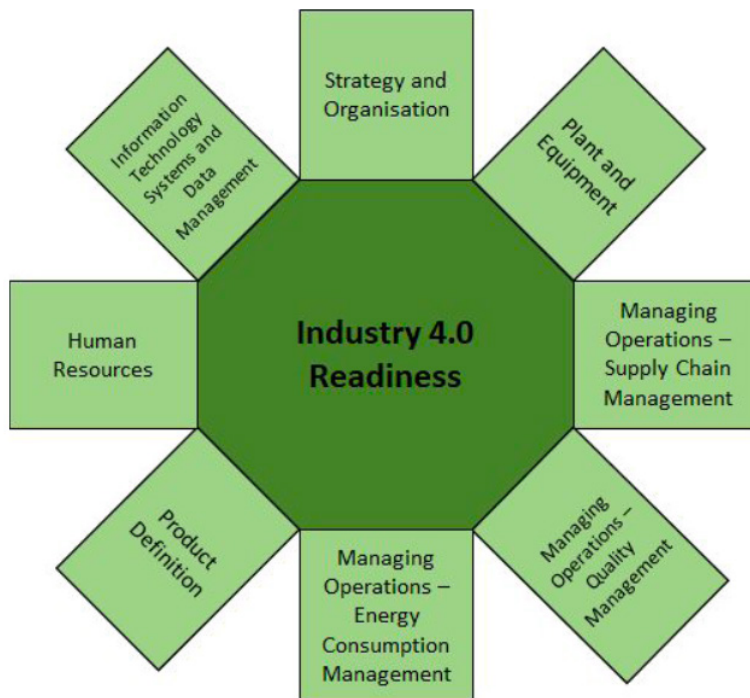 Strategy and
Organisation
Plant and
Equipment
Managing
Operations –
Supply Chain
Management
Managing
Operations –
Quality
Management
Managing
Operations –
Energy
Consumption
Management
Product
Definition
Human
Resources
Information
Technology
Systems and
Data
Management
Industry 4.0
Readiness